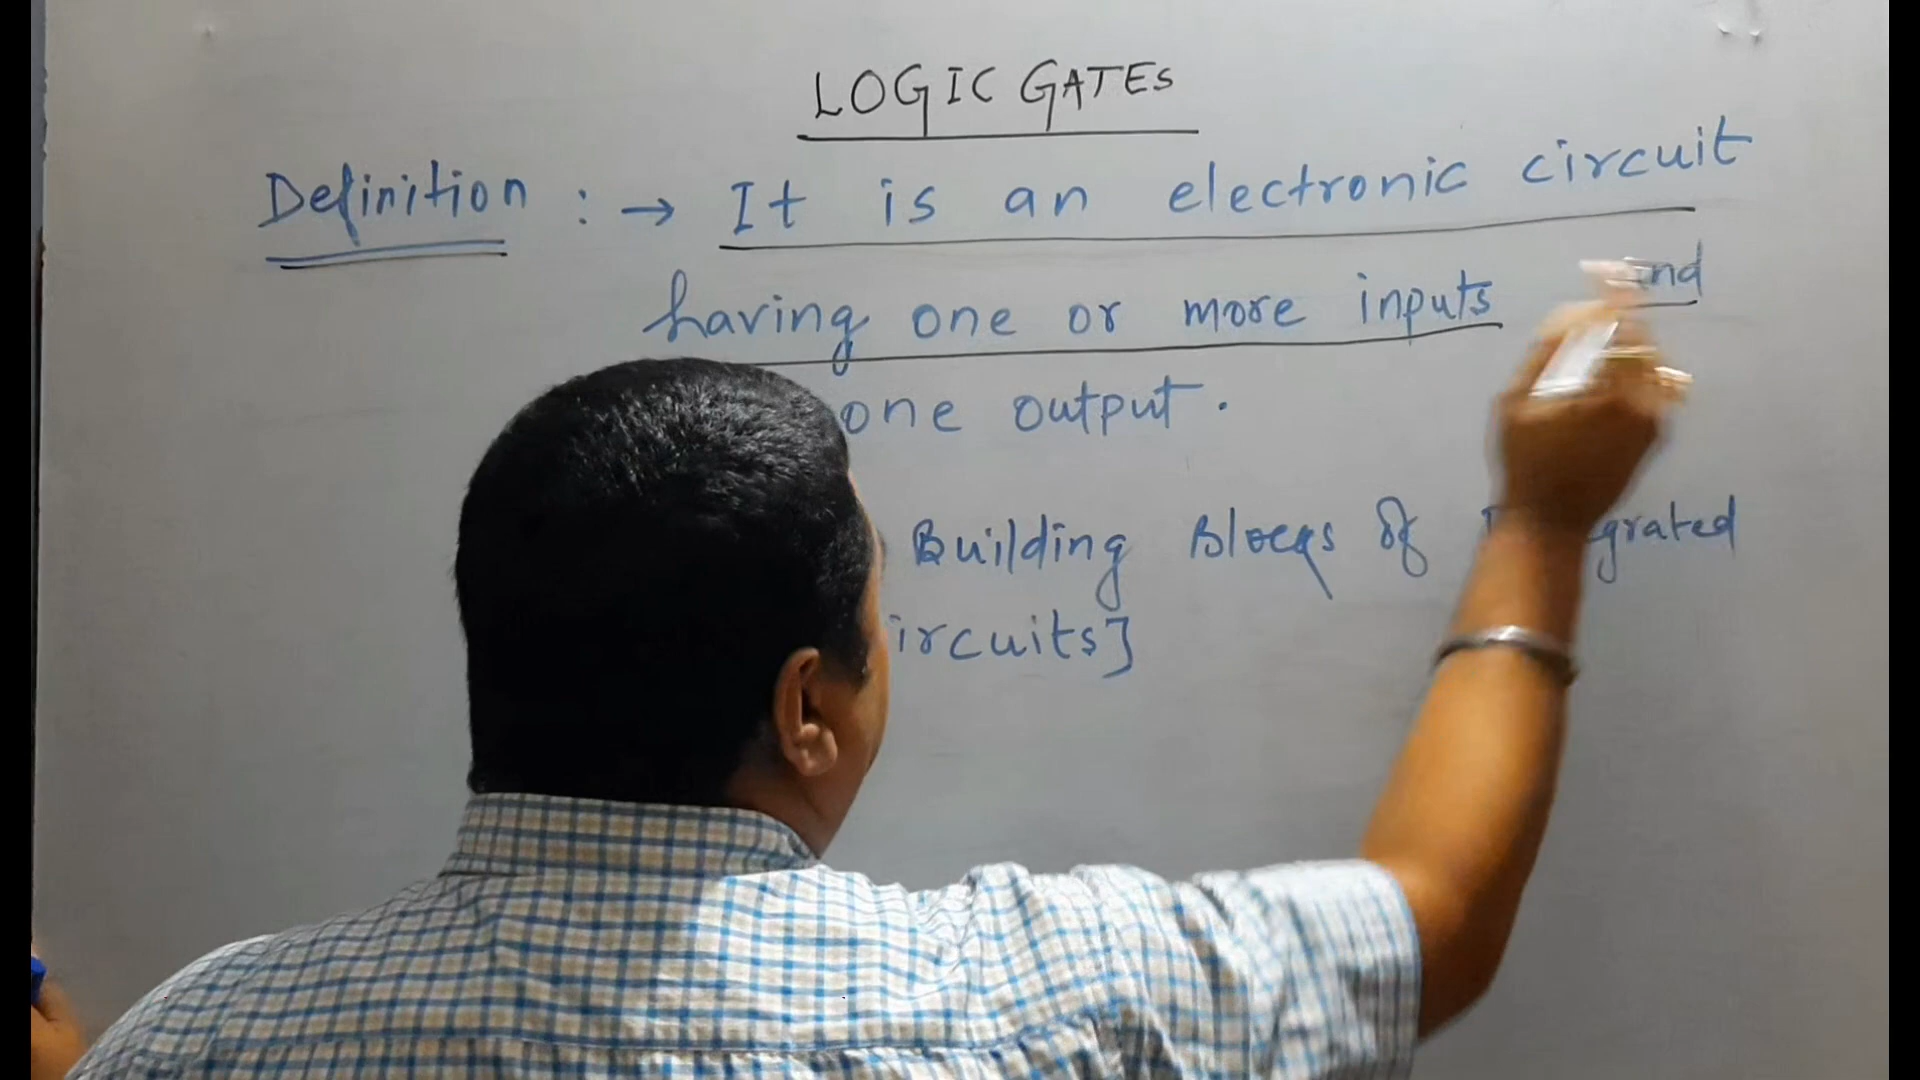 LOGIC GATES
Definition : → It is an electronic circuit
having one or more inputs and
one output.
Building Blocks of Integrated
ircuits]